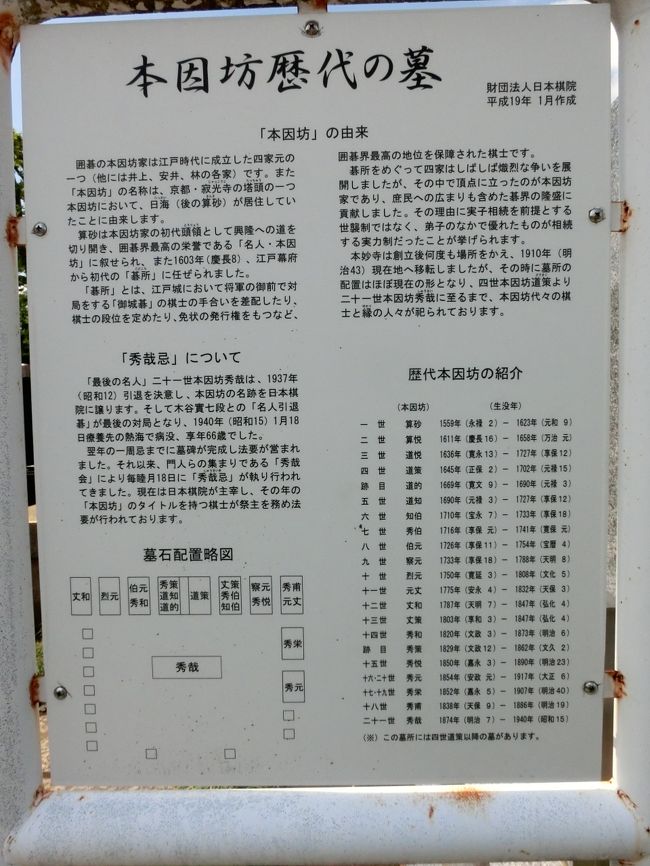 本因坊歴代の墓
財団法人日本棋院
平成19年 1月作成
「本因坊」の由来
囲碁の本因坊家は江戸時代に成立した四家元の
一つ（他には井上、安井、林の各家）です。また
「本因坊」の名称は、京都・寂光寺の塔頭の一つ
本因坊において、日海（後の算砂）が居住してい
たことに由来します。
算砂は本因坊家の初代頭領として興隆への道を
切り開き、囲碁界最高の栄誉である「名人・本因
坊」に叙せられ、また1603年（慶長8）、江戸幕府
から初代の「碁所」に任ぜられました。
「碁所」とは、江戸城において将軍の御前で対
局をする「御城碁」の棋士の手合いを差配したり、
棋士の段位を定めたり、免状の発行権をもつなど、
囲碁界最高の地位を保障された棋士です。
碁所をめぐって四家はしばしば熾烈な争いを展
開しましたが、その中で頂点に立ったのが本因坊
家であり、庶民への広まりも含めた碁界の隆盛に
貢献しました。その理由に実子相続を前提とする
世襲制ではなく、弟子のなかで優れたものが相続
する実力制だったことが挙げられます。
本妙寺は創立後何度も場所をかえ、1910年（明
治43）現在地へ移転しましたが、その時に墓所の
配置はほぼ現在の形となり、四世本因坊道策より
二十一世本因坊秀哉に至るまで、本因坊代々の棋
士と縁の人々が祀られております。
「秀哉忌」について
「最後の名人」二十一世本因坊秀哉は、1937年
（昭和12）引退を決意し、本因坊の名跡を日本棋
院に譲ります。そして木谷實七段との「名人引退
碁」が最後の対局となり、1940年（昭和15）1月18
日療養先の熱海で病没、享年66歳でした。
翌年の一周忌までに墓碑が完成し法要が営まれ
ました。それ以来、門人らの集まりである「秀哉
会」により毎睦月18日に「秀哉忌」が執り行われ
てきました。現在は日本棋院が主宰し、その年の
「本因坊」のタイトルを持つ棋士が祭主を務め法
要が行われております。
墓石配置略図
丈和 烈元 伯元 秀和 秀策 道知 道的 道策 丈策 秀伯 知伯 察元 秀悦 秀甫 元丈
秀栄
秀哉
秀元
歴代本因坊の紹介
（本因坊） （生没年）
一 世 算砂 1559年（永禄 2）－ 1623年（元和 9）
二 世 算悦 1611年（慶長16）－ 1658年（万治 元）
三 世 道悦 1636年（寛永13）－ 1727年（享保12）
四 世 道策 1645年（正保 2）－ 1702年（元禄15）
跡 目 道的 1669年（寛文 9）－ 1690年（元禄 3）
五 世 道知 1690年（元禄 3）－ 1727年（享保12）
六 世 知伯 1710年（宝永 7）－ 1733年（享保18）
七 世 秀伯 1716年（享保 元）－ 1741年（寛保 元）
八 世 伯元 1726年（享保11）－ 1754年（宝暦 4）
九 世 察元 1733年（享保18）－ 1788年（天明 8）
十 世 烈元 1750年（寛延 3）－ 1808年（文化 5）
十一世 元丈 1775年（安永 4）－ 1832年（天保 3）
十二世 丈和 1787年（天明 7）－ 1847年（弘化 4）
十三世 丈策 1803年（享和 3）－ 1847年（弘化 4）
十四世 秀和 1820年（文政 3）－ 1873年（明治 6）
跡 目 秀策 1829年（文政12）－ 1862年（文久 2）
十五世 秀悦 1850年（嘉永 3）－ 1890年（明治23）
十六・二十世 秀元 1854年（安政 元）－ 1917年（大正 6）
十七・十九世 秀栄 1852年（嘉永 5）－ 1907年（明治40）
十八世 秀甫 1838年（天保 9）－ 1886年（明治19）
二十一世 秀哉 1874年（明治 7）－ 1940年（昭和15）
（※）この墓所には四世道策以降の墓があります。